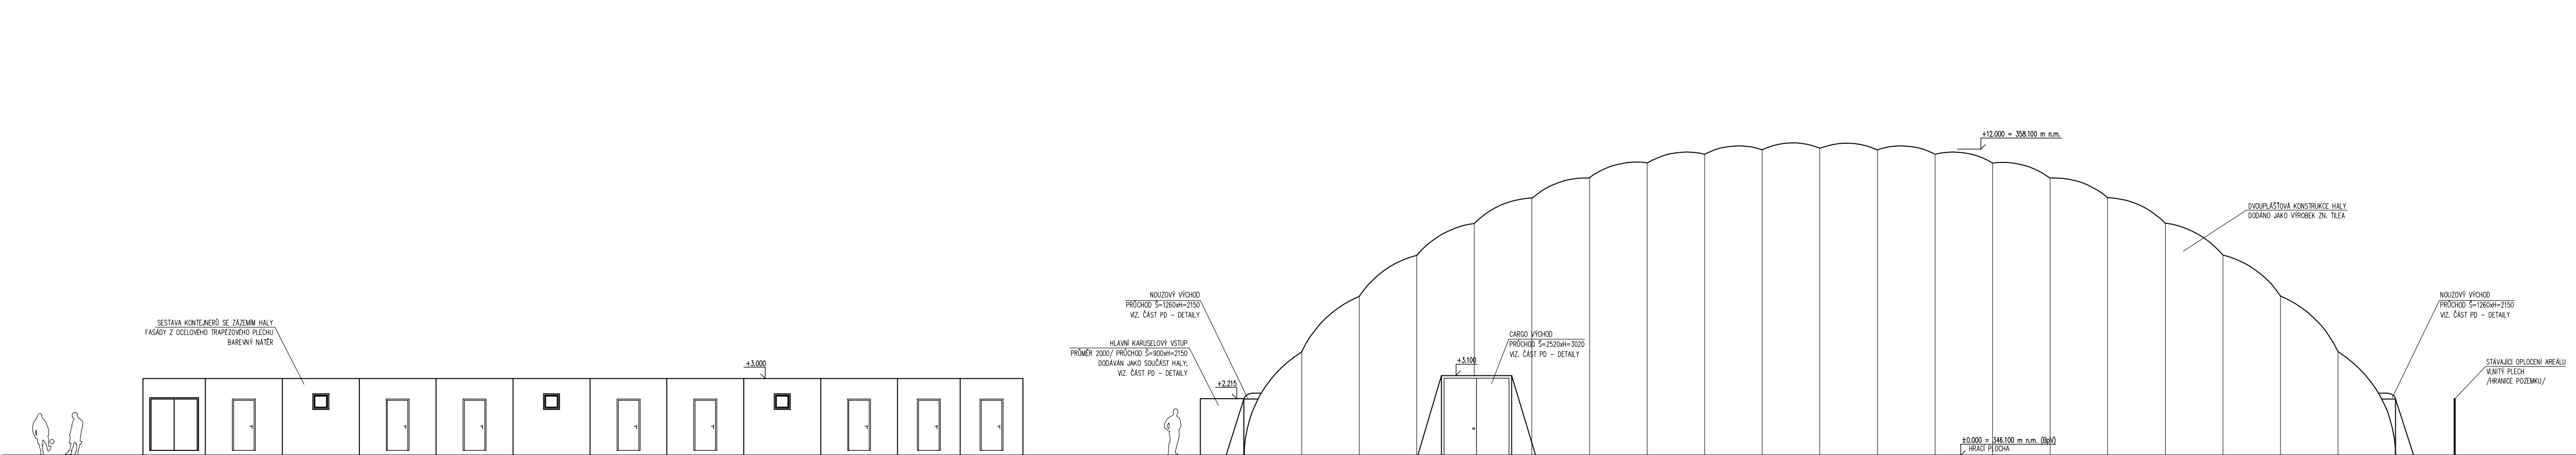 SESTAVA KONTEJNERŮ SE ZÁZEMÍM HALY
FASÁDY Z OCELOVÉHO TRAPÉZOVÉHO PLECHU
BAREVNÝ NÁTĚR
+3.000
NOUZOVÝ VÝCHOD
PRŮCHOD Š=1260xH=2150
VIZ. ČÁST PD - DETAILY
HLAVNÍ KARUSELOVÝ VSTUP
PRŮMĚR 2000/ PRŮCHOD Š=900xH=2150
DODÁVÁN JAKO SOUČÁST HALY;
VIZ. ČÁST PD - DETAILY
+2.215
+3.100
CARGO VÝCHOD
PRŮCHOD Š=2520xH=3020
VIZ. ČÁST PD - DETAILY
+12.000 = 358.100 m n.m.
±0.000 = 346.100 m n.m. (BpV)
HRACÍ PLOCHA
DVOUPLÁŠŤOVÁ KONSTRUKCE HALY
DODÁNO JAKO VÝROBEK ZN. TILEA
NOUZOVÝ VÝCHOD
PRŮCHOD Š=1260xH=2150
VIZ. ČÁST PD - DETAILY
STÁVAJÍCÍ OPLOCENÍ AREÁLU
VLNITÝ PLECH
/HRANICE POZEMKU/